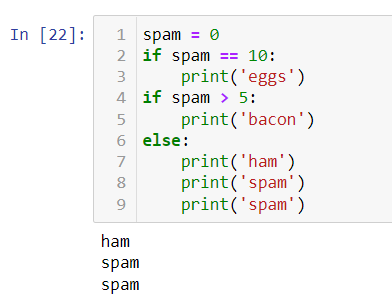 In [22]:
1 spam = 0
2 if spam == 10:
3     print('eggs')
4 if spam > 5:
5     print('bacon')
6 else:
7     print('ham')
8     print('spam')
9     print('spam')
ham
spam
spam